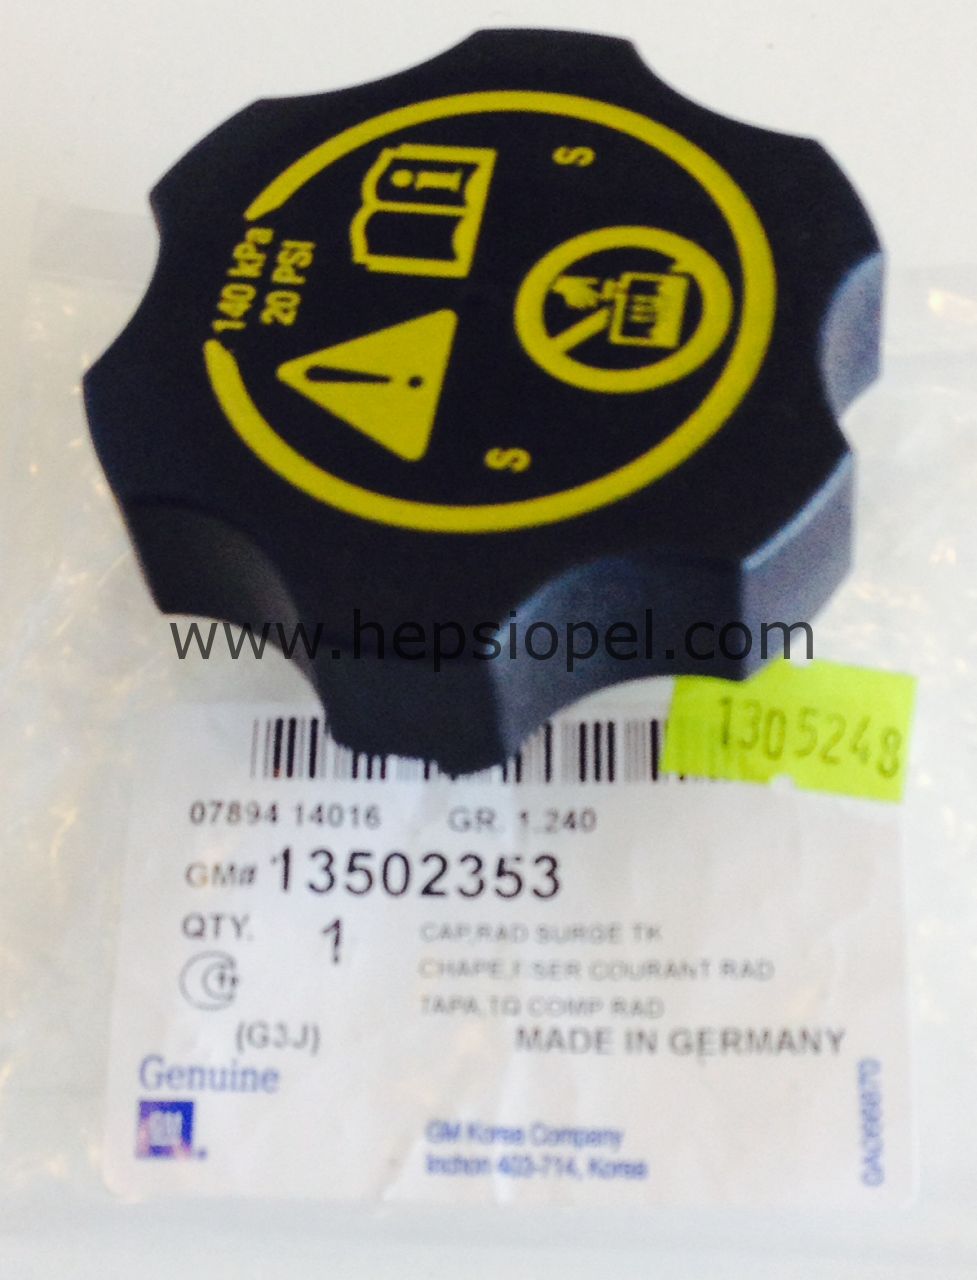 140 kPa
20 PSI
i
S
S
www.hepsiopel.com
1305248
07894 14016 GR. 1.240
GM# 13502353
QTY. 1
CAP,RAD SURGE TK
CHAPE,F.SER COURANT RAD
TAPA,TQ COMP RAD
(G3J)
MADE IN GERMANY
Genuine
GM
GM Korea Company
Inchon 403-714, Korea